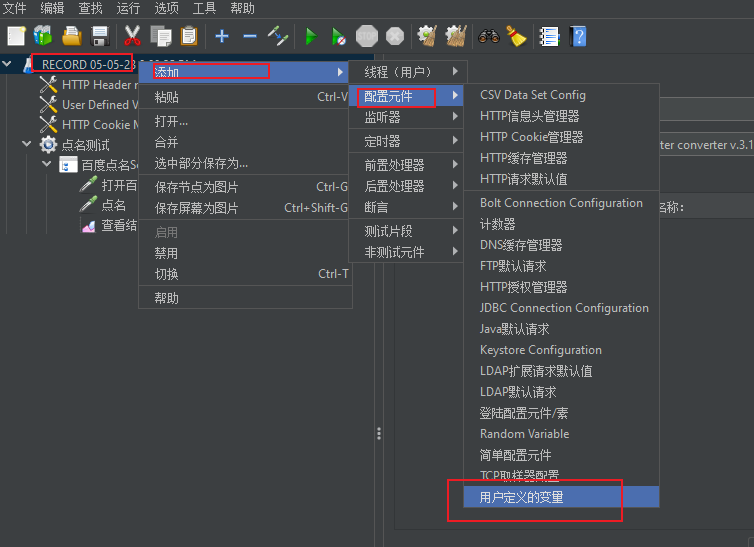 文件 编辑 查找 运行 选项 工具 帮助
RECORD 05-05-23
HTTP Header
User Defined V
HTTP Cookie M
点名测试
百度点名Sc
打开百
点名
查看结
添加
粘贴 Ctrl-V
打开...
合并
选中部分保存为...
保存节点为图片 Ctrl-G
保存屏幕为图片 Ctrl+Shift-G
启用
禁用
切换 Ctrl-T
帮助
线程（用户）
配置元件
监听器
定时器
前置处理器
后置处理器
断言
测试片段
非测试元件
CSV Data Set Config
HTTP信息头管理器
HTTP Cookie管理器
HTTP缓存管理器
HTTP请求默认值
Bolt Connection Configuration
计数器
DNS缓存管理器
FTP默认请求
HTTP授权管理器
JDBC Connection Configuration
Java默认请求
Keystore Configuration
LDAP扩展请求默认值
LDAP默认请求
登陆配置元件/素
Random Variable
简单配置元件
TCP取样器配置
用户定义的变量
ter converter v.3.1
名称: